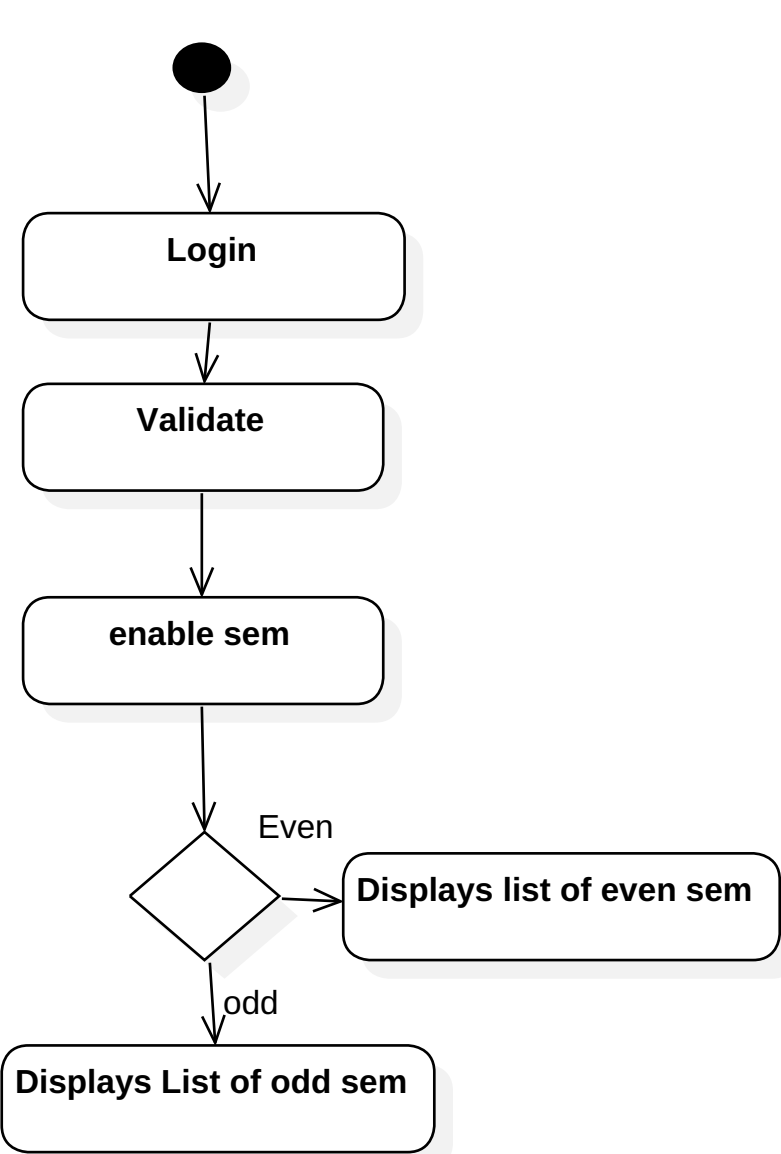 Login
Validate
enable sem
Even
Displays list of even sem
odd
Displays List of odd sem